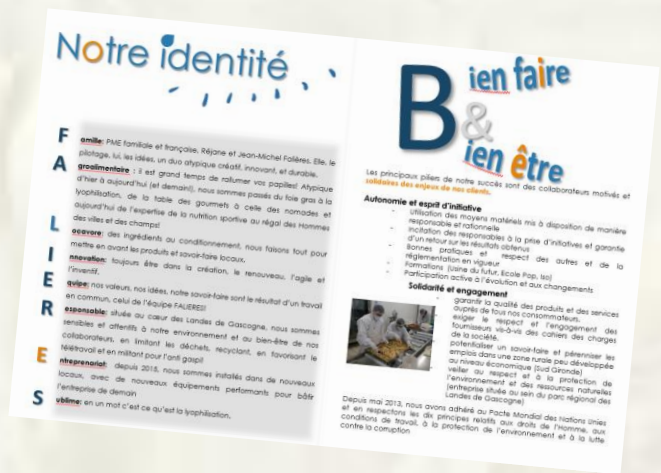 Notre identité
Famille: PME familiale et française, Réjane et Jean-Michel Falières. Elle, le
pilotage, lui, les idées, un duo atypique créatif, innovant, et durable.
Agroalimentaire : il est grand temps de rallumer vos papilles! Atypique
d'hier à aujourd'hui (et demain!), nous sommes passés du foie gras à la
lyophilisation, de la table des gourmets à celle des nomades et
aujourd'hui de l'expertise de la nutrition sportive au régal des Hommes
des villes et des champs!
Locavore: des ingrédients au conditionnement, nous faisons tout pour
mettre en avant les produits et savoir-faire locaux.
Innovation: toujours être dans la création, le renouveau, l'agile et
l'inventif.
Equipe: nos valeurs, nos idées, notre savoir-faire sont le résultat d'un travail
en commun, celui de l'équipe FALIERES!
Responsable: située au cœur des Landes de Gascogne, nous sommes
sensibles et attentifs à notre environnement et au bien-être de nos
collaborateurs, en limitant les déchets, recyclant, en favorisant le
télétravail et en militant pour l'anti gaspi!
Entreprenariat: depuis 2018, nous sommes installés dans de nouveaux
locaux, avec de nouveaux équipements performants pour bâtir
l'entreprise de demain
Sublime: en un mot c'est ce qu'est la lyophilisation.
Bien faire
&
ien être
Les principaux piliers de notre succès sont des collaborateurs motivés et
solidaires des enjeux de nos clients.
Autonomie et esprit d'initiative
- Utilisation des moyens matériels mis à disposition de manière
responsable et rationnelle
- Incitation des responsables à la prise d'initiatives et garantie
d'un retour sur les résultats obtenus
- Bonnes pratiques et respect des autres et de la
réglementation en vigueur
- Formations (Usine du futur, Ecole Pop, Iso)
- Participation active à l'évolution et aux changements
Solidarité et engagement
- garantir la qualité des produits et des services
auprès de tous nos consommateurs.
- exiger le respect et l'engagement des
fournisseurs vis-à-vis des cahiers des charges
de la société.
- potentialiser un savoir-faire et pérenniser les
emplois dans une zone rurale peu développée
au niveau économique (Sud Gironde)
- veiller au respect et à la protection de
l'environnement et des ressources naturelles
(entreprise située au sein du parc régional des
Landes de Gascogne)
Depuis mai 2013, nous avons adhéré au Pacte Mondial des Nations Unies
et en respectons les dix principes relatifs aux droits de l'Homme, aux
conditions de travail, à la protection de l'environnement et à la lutte
contre la corruption